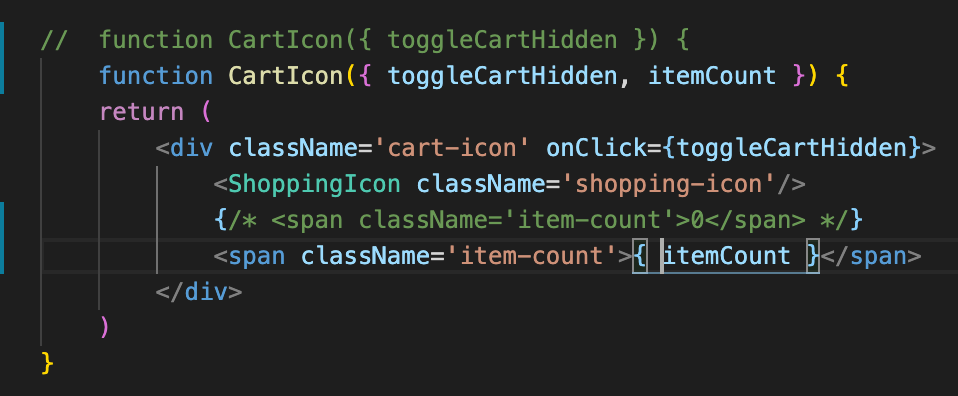 //  function CartIcon({ toggleCartHidden }) {
function CartIcon({ toggleCartHidden, itemCount }) {
return (
<div className='cart-icon' onClick={toggleCartHidden}>
<ShoppingIcon className='shopping-icon'/>
{/* <span className='item-count'>0</span> */}
<span className='item-count'>{ itemCount }</span>
</div>
)
}